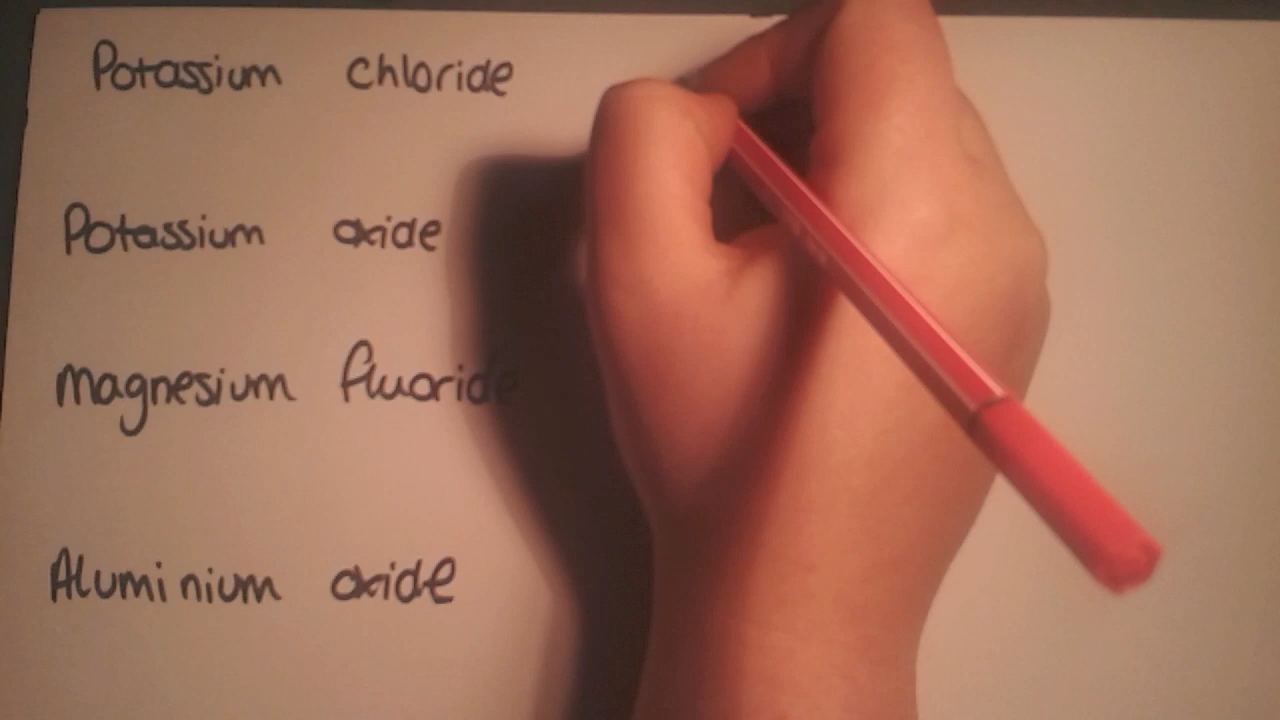 Potassium chloride
Potassium oxide
Magnesium fluoride
Aluminium oxide